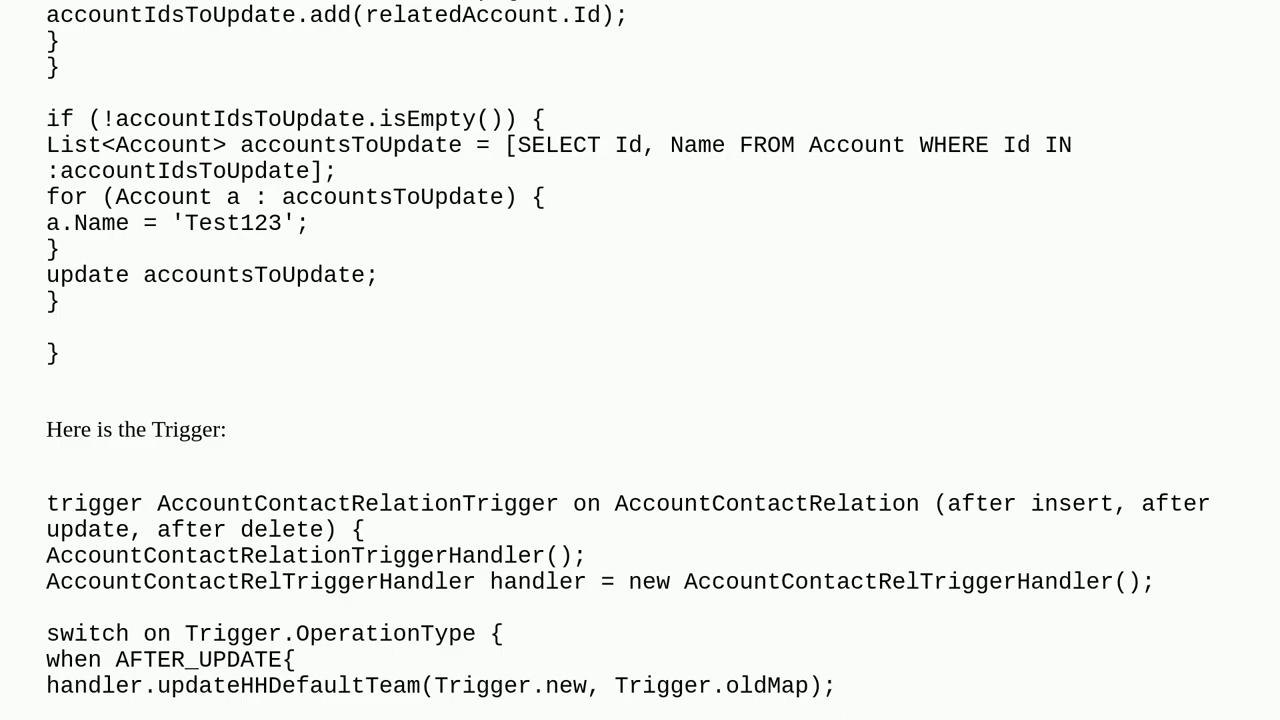 accountIdsToUpdate.add(relatedAccount.Id);
}
}
if (!accountIdsToUpdate.isEmpty()) {
List<Account> accountsToUpdate = [SELECT Id, Name FROM Account WHERE Id IN
:accountIdsToUpdate];
for (Account a : accountsToUpdate) {
a.Name = 'Test123';
}
update accountsToUpdate;
}
}
Here is the Trigger:
trigger AccountContactRelationTrigger on AccountContactRelation (after insert, after
update, after delete) {
AccountContactRelationTriggerHandler();
AccountContactRelTriggerHandler handler = new AccountContactRelTriggerHandler();
switch on Trigger.OperationType {
when AFTER_UPDATE{
handler.updateHHDefaultTeam(Trigger.new, Trigger.oldMap);